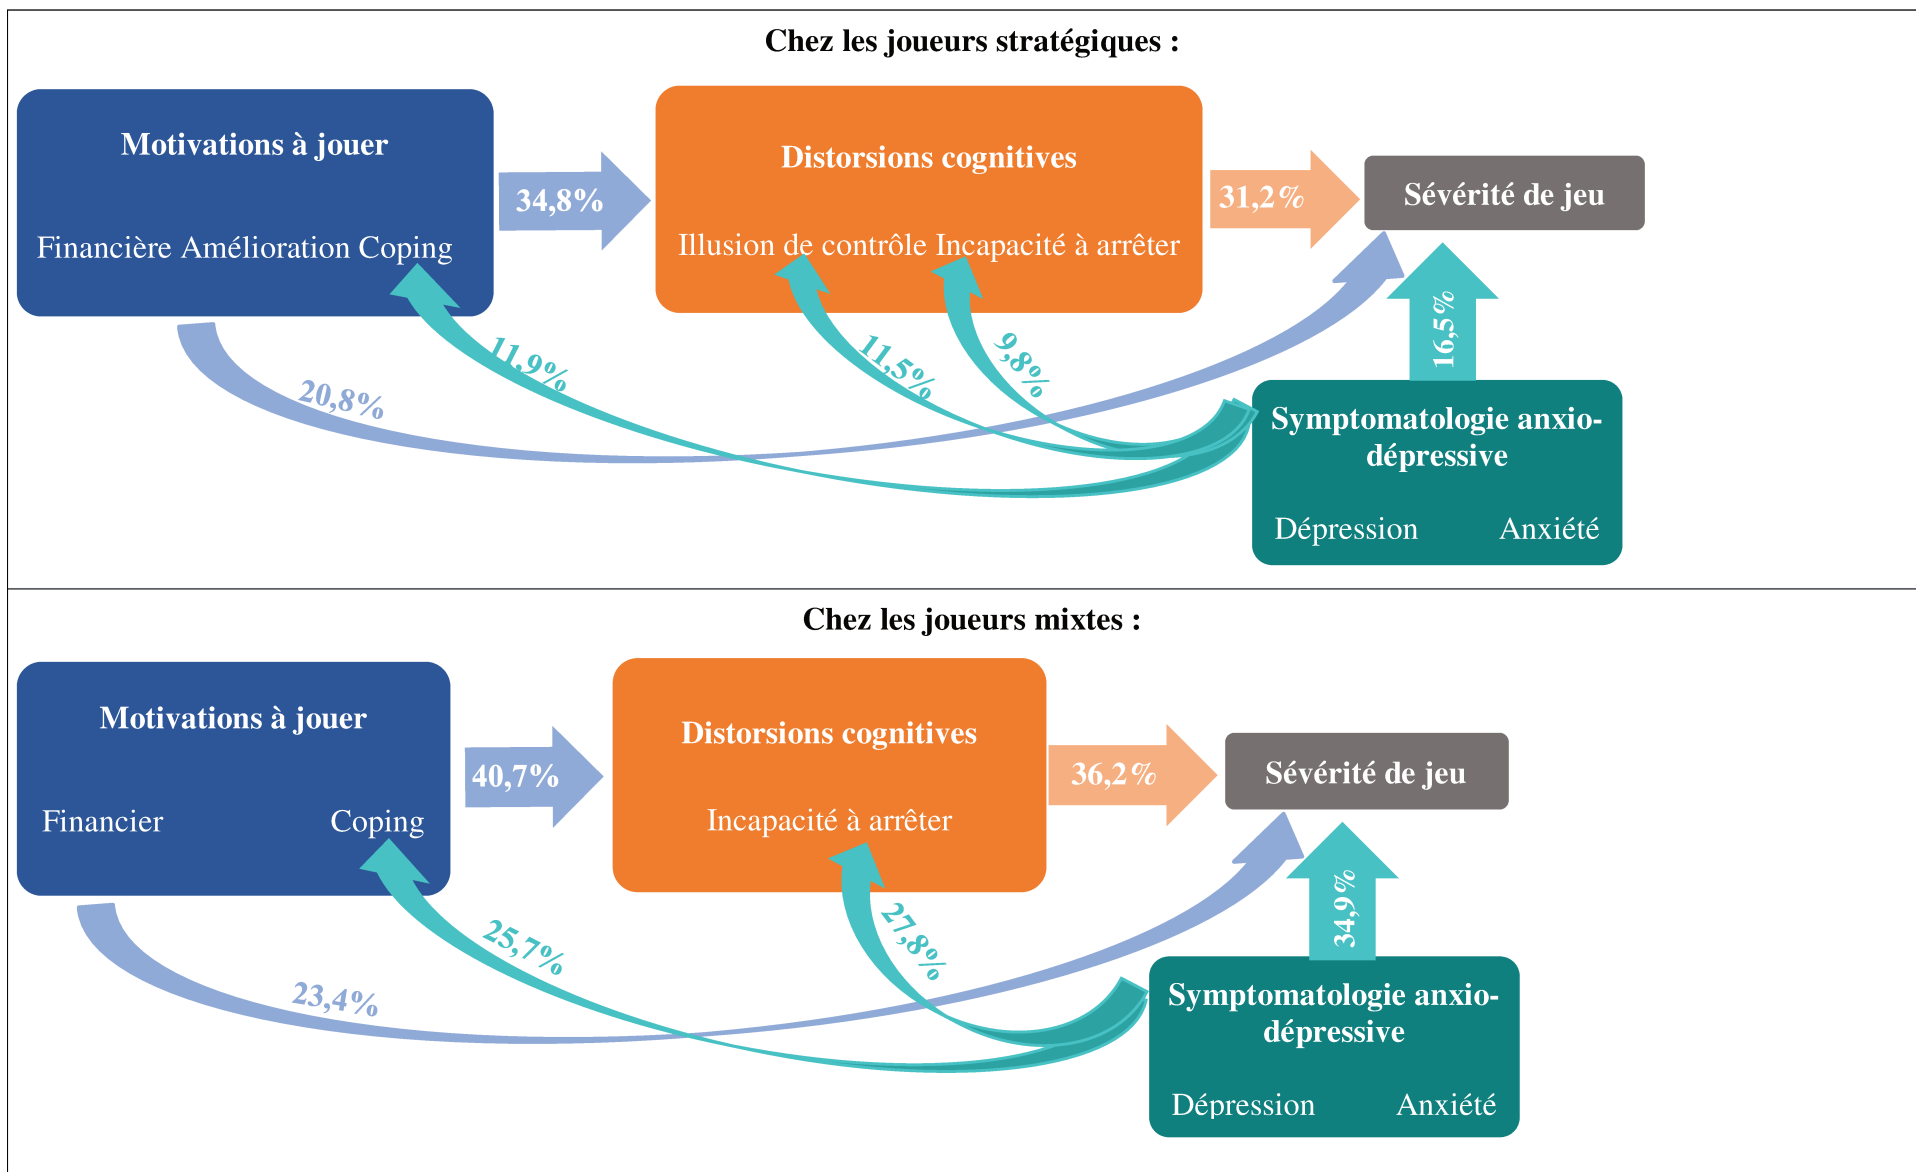 Chez les joueurs stratégiques :
Motivations à jouer
Financière Amélioration Coping
34,8%
Distorsions cognitives
Illusion de contrôle Incapacité à arrêter
31,2%
Sévérité de jeu
20,8%
11,9%
11,5%
9,8%
16,5%
Symptomatologie anxio-
dépressive
Dépression Anxiété
Chez les joueurs mixtes :
Motivations à jouer
Financier Coping
40,7%
Distorsions cognitives
Incapacité à arrêter
36,2%
Sévérité de jeu
23,4%
25,7%
27,8%
34,9%
Symptomatologie anxio-
dépressive
Dépression Anxiété